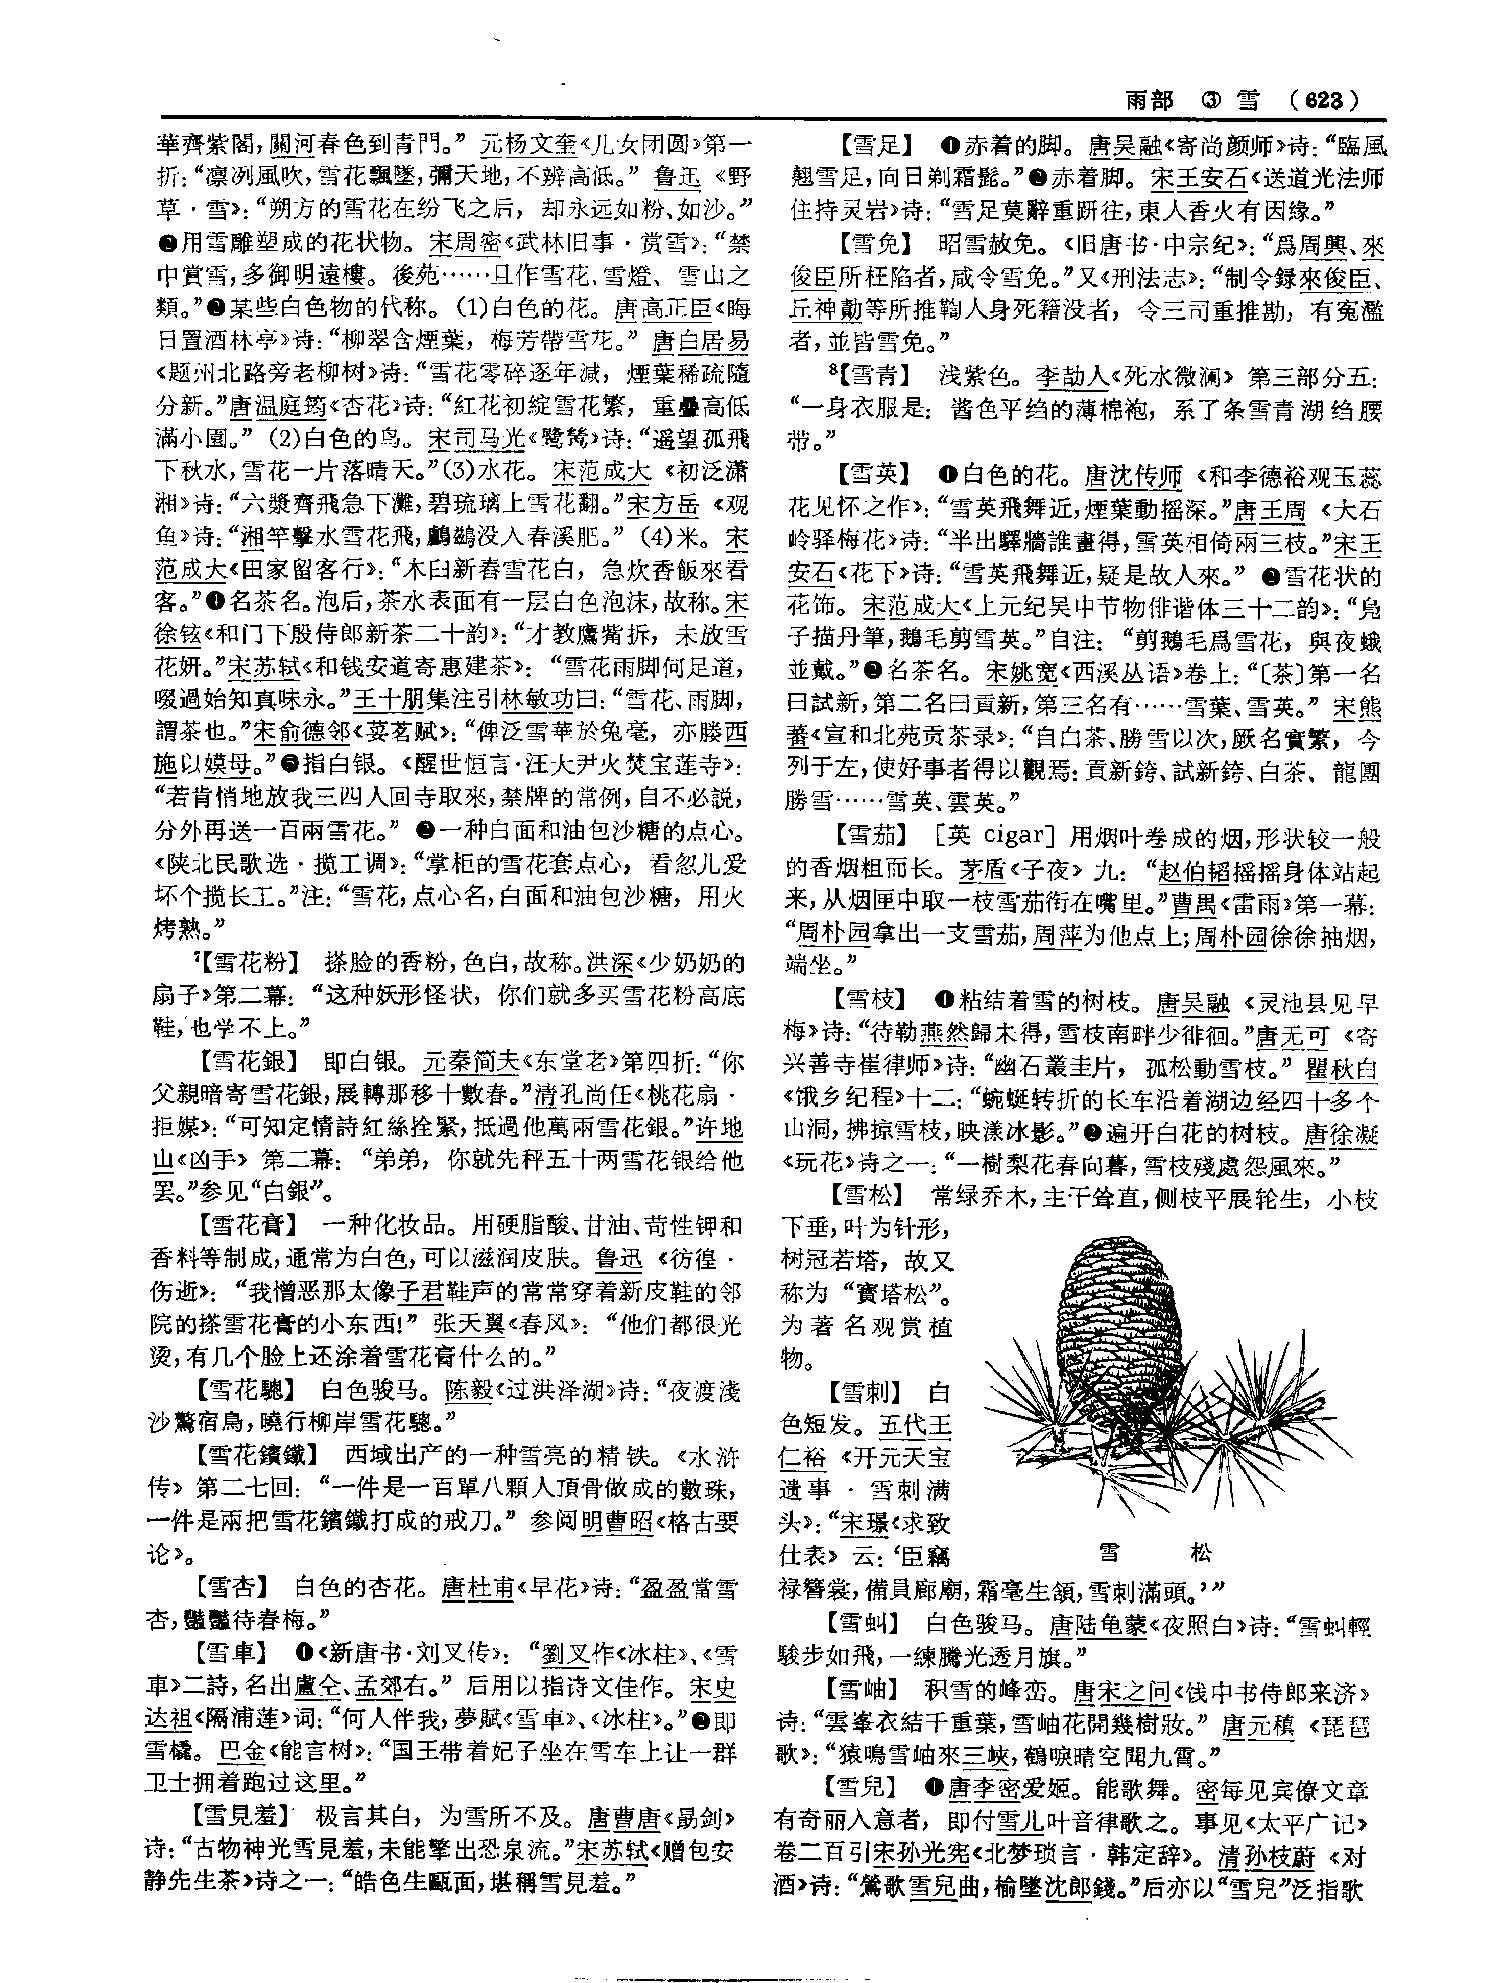 雨部 ③ 雪 （623）
華齊紫閣，關河春色到青門。”元杨文奎《儿女团圆》第一
折：“凛冽風吹，雪花飄墜，彌天地，不辨高低。”鲁迅《野
草·雪》：“朔方的雪花在纷飞之后，却永远如粉、如沙。”
❷用雪雕塑成的花状物。宋周密《武林旧事·赏雪》：“禁
中賞雪，多御明遠樓。後苑……且作雪花、雪燈、雪山之
類。”❸某些白色物的代称。(1)白色的花。唐高正臣《晦
日置酒林亭》诗：“柳翠含煙葉，梅芳帶雪花。”唐白居易
《题州北路旁老柳树》诗：“雪花零碎逐年減，煙葉稀疏隨
分新。”唐温庭筠《杏花》诗：“紅花初綻雪花繁，重疊高低
滿小園。”(2)白色的鸟。宋司马光《鹭鸶》诗：“遥望孤飛
下秋水，雪花一片落晴天。”(3)水花。宋范成大《初泛潇
湘》诗：“六槳齊飛急下灘，碧琉璃上雪花翻。”宋方岳《观
鱼》诗：“湘竿擊水雪花飛，鸕鷀没入春溪肥。”(4)米。宋
范成大《田家留客行》：“木臼新舂雪花白，急炊香飯來看
客。”❹名茶名。泡后，茶水表面有一层白色泡沫，故称。宋
徐铉《和门下殷侍郎新茶二十韵》：“才教鷹觜拆，未放雪
花妍。”宋苏轼《和钱安道寄惠建茶》：“雪花雨脚何足道，
啜過始知真味永。”王十朋集注引林敏功曰：“雪花、雨脚，
謂茶也。”宋俞德邻《荽茗赋》：“俾泛雪華於兔毫，亦媵西
施以嫫母。”❺指白银。《醒世恒言·汪大尹火焚宝莲寺》：
“若肯悄地放我三四人回寺取來，禁牌的常例，自不必説，
分外再送一百兩雪花。”❻一种白面和油包沙糖的点心。
《陕北民歌选·揽工调》：“掌柜的雪花套点心，看忽儿爱
坏个揽长工。”注：“雪花，点心名，白面和油包沙糖，用火
烤熟。”
⁷【雪花粉】 搽脸的香粉，色白，故称。洪深《少奶奶的
扇子》第二幕：“这种妖形怪状，你们就多买雪花粉高底
鞋，也学不上。”
【雪花銀】 即白银。元秦简夫《东堂老》第四折：“你
父親暗寄雪花銀，展轉那移十數春。”清孔尚任《桃花扇·
拒媒》：“可知定情詩紅絲拴緊，抵過他萬兩雪花銀。”许地
山《凶手》第二幕：“弟弟，你就先秤五十两雪花银给他
罢。”参见“白銀”。
【雪花膏】 一种化妆品。用硬脂酸、甘油、苛性钾和
香料等制成，通常为白色，可以滋润皮肤。鲁迅《彷徨·
伤逝》：“我憎恶那太像子君鞋声的常常穿着新皮鞋的邻
院的搽雪花膏的小东西！”张天翼《春风》：“他们都很光
烫，有几个脸上还涂着雪花膏什么的。”
【雪花驄】 白色骏马。陈毅《过洪泽湖》诗：“夜渡淺
沙驚宿鳥，曉行柳岸雪花驄。”
【雪花鑌鐵】 西域出产的一种雪亮的精铁。《水浒
传》第二七回：“一件是一百單八顆人頂骨做成的數珠，
一件是兩把雪花鑌鐵打成的戒刀。”参阅明曹昭《格古要
论》。
【雪杏】 白色的杏花。唐杜甫《早花》诗：“盈盈當雪
杏，豔豔待春梅。”
【雪車】 ❶《新唐书·刘叉传》：“劉叉作《冰柱》、《雪
車》二詩，名出盧仝、孟郊右。”后用以指诗文佳作。宋史
达祖《隔浦莲》词：“何人伴我，夢賦《雪車》、《冰柱》。”❷即
雪橇。巴金《能言树》：“国王带着妃子坐在雪车上让一群
卫士拥着跑过这里。”
【雪見羞】 极言其白，为雪所不及。唐曹唐《勗剑》
诗：“古物神光雪見羞，未能擎出恐泉流。”宋苏轼《赠包安
静先生茶》诗之一：“皓色生甌面，堪稱雪見羞。”
【雪足】 ❶赤着的脚。唐吴融《寄尚颜师》诗：“臨風
翹雪足，向日剃霜髭。”❷赤着脚。宋王安石《送道光法师
住持灵岩》诗：“雪足莫辭重趼往，東人香火有因缘。”
【雪免】 昭雪赦免。《旧唐书·中宗纪》：“爲周興、來
俊臣所枉陷者，咸令雪免。”又《刑法志》：“制令録來俊臣、
丘神勣等所推鞫人身死籍没者，令三司重推勘，有冤濫
者，並皆雪免。”
⁸【雪青】 浅紫色。李劼人《死水微澜》第三部分五：
“一身衣服是：酱色平绉的薄棉袍，系了条雪青湖绉腰
带。”
【雪英】 ❶白色的花。唐沈传师《和李德裕观玉蕊
花见怀之作》：“雪英飛舞近，煙葉動摇深。”唐王周《大石
岭驿梅花》诗：“半出驛牆誰畫得，雪英相倚兩三枝。”宋王
安石《花下》诗：“雪英飛舞近，疑是故人來。”❷雪花状的
花饰。宋范成大《上元纪吴中节物俳谐体三十二韵》：“凫
子描丹筆，鵝毛剪雪英。”自注：“剪鵝毛爲雪花，與夜蛾
並戴。”❸名茶名。宋姚宽《西溪丛语》卷上：“〔茶〕第一名
曰試新，第二名曰貢新，第三名有……雪葉、雪英。”宋熊
蕃《宣和北苑贡茶录》：“自白茶、勝雪以次，厥名實繁，今
列于左，使好事者得以觀焉：貢新銙、試新銙、白茶、龍團
勝雪……雪英、雲英。”
【雪茄】 ［英 cigar］用烟叶卷成的烟，形状较一般
的香烟粗而长。茅盾《子夜》九：“赵伯韬摇摇身体站起
来，从烟匣中取一枝雪茄衔在嘴里。”曹禺《雷雨》第一幕：
“周朴园拿出一支雪茄，周萍为他点上；周朴园徐徐抽烟，
端坐。”
【雪枝】 ❶粘结着雪的树枝。唐吴融《灵池县见早
梅》诗：“待勒燕然歸未得，雪枝南畔少徘徊。”唐无可《寄
兴善寺崔律师》诗：“幽石叢圭片，孤松動雪枝。”瞿秋白
《饿乡纪程》十二：“蜿蜒转折的长车沿着湖边经四十多个
山洞，拂掠雪枝，映漾冰影。”❷遍开白花的树枝。唐徐凝
《玩花》诗之一：“一樹梨花春向暮，雪枝殘處怨風來。”
【雪松】 常绿乔木，主干耸直，侧枝平展轮生，小枝
下垂，叶为针形，
树冠若塔，故又
称为“寶塔松”。
为著名观赏植
物。
【雪刺】 白
色短发。五代王
仁裕《开元天宝
遗事·雪刺满
头》：“宋璟《求致
仕表》云：‘臣竊
禄簪裳，備員廊廟，霜毫生頷，雪刺滿頭。’”
雪 松
【雪虯】 白色骏马。唐陆龟蒙《夜照白》诗：“雪虯輕
駿步如飛，一練騰光透月旗。”
【雪岫】 积雪的峰峦。唐宋之问《饯中书侍郎来济》
诗：“雲峯衣結千重葉，雪岫花開幾樹妝。”唐元稹《琵琶
歌》：“猿鳴雪岫來三峽，鶴唳晴空聞九霄。”
【雪兒】 ❶唐李密爱姬。能歌舞。密每见宾僚文章
有奇丽入意者，即付雪儿叶音律歌之。事见《太平广记》
卷二百引宋孙光宪《北梦琐言·韩定辞》。清孙枝蔚《对
酒》诗：“鶯歌雪兒曲，榆墜沈郎錢。”后亦以“雪兒”泛指歌